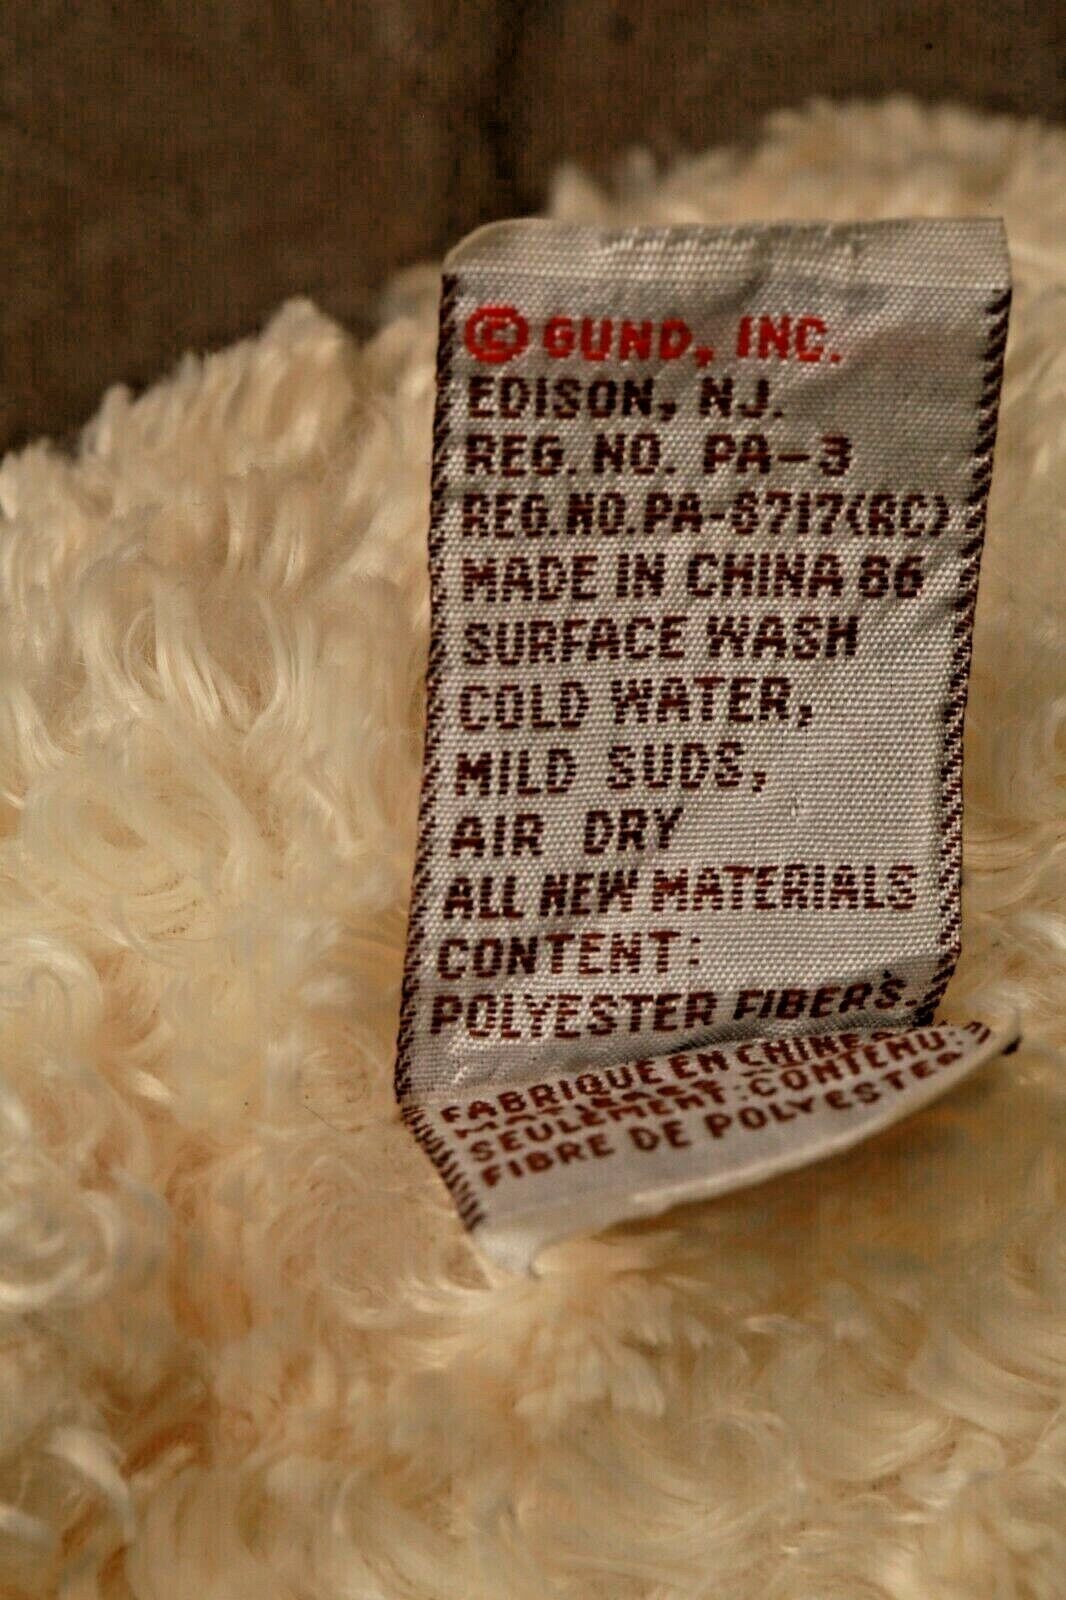 © GUND, INC.
EDISON, NJ.
REG. NO. PA-3
REG.NO.PA-6717(RC)
MADE IN CHINA 86
SURFACE WASH
COLD WATER,
MILD SUDS,
AIR DRY
ALL NEW MATERIALS
CONTENT:
POLYESTER FIBERS.
FABRIQUE EN CHINE
SEULEMENT: CONTENU:
FIBRE DE POLYESTER